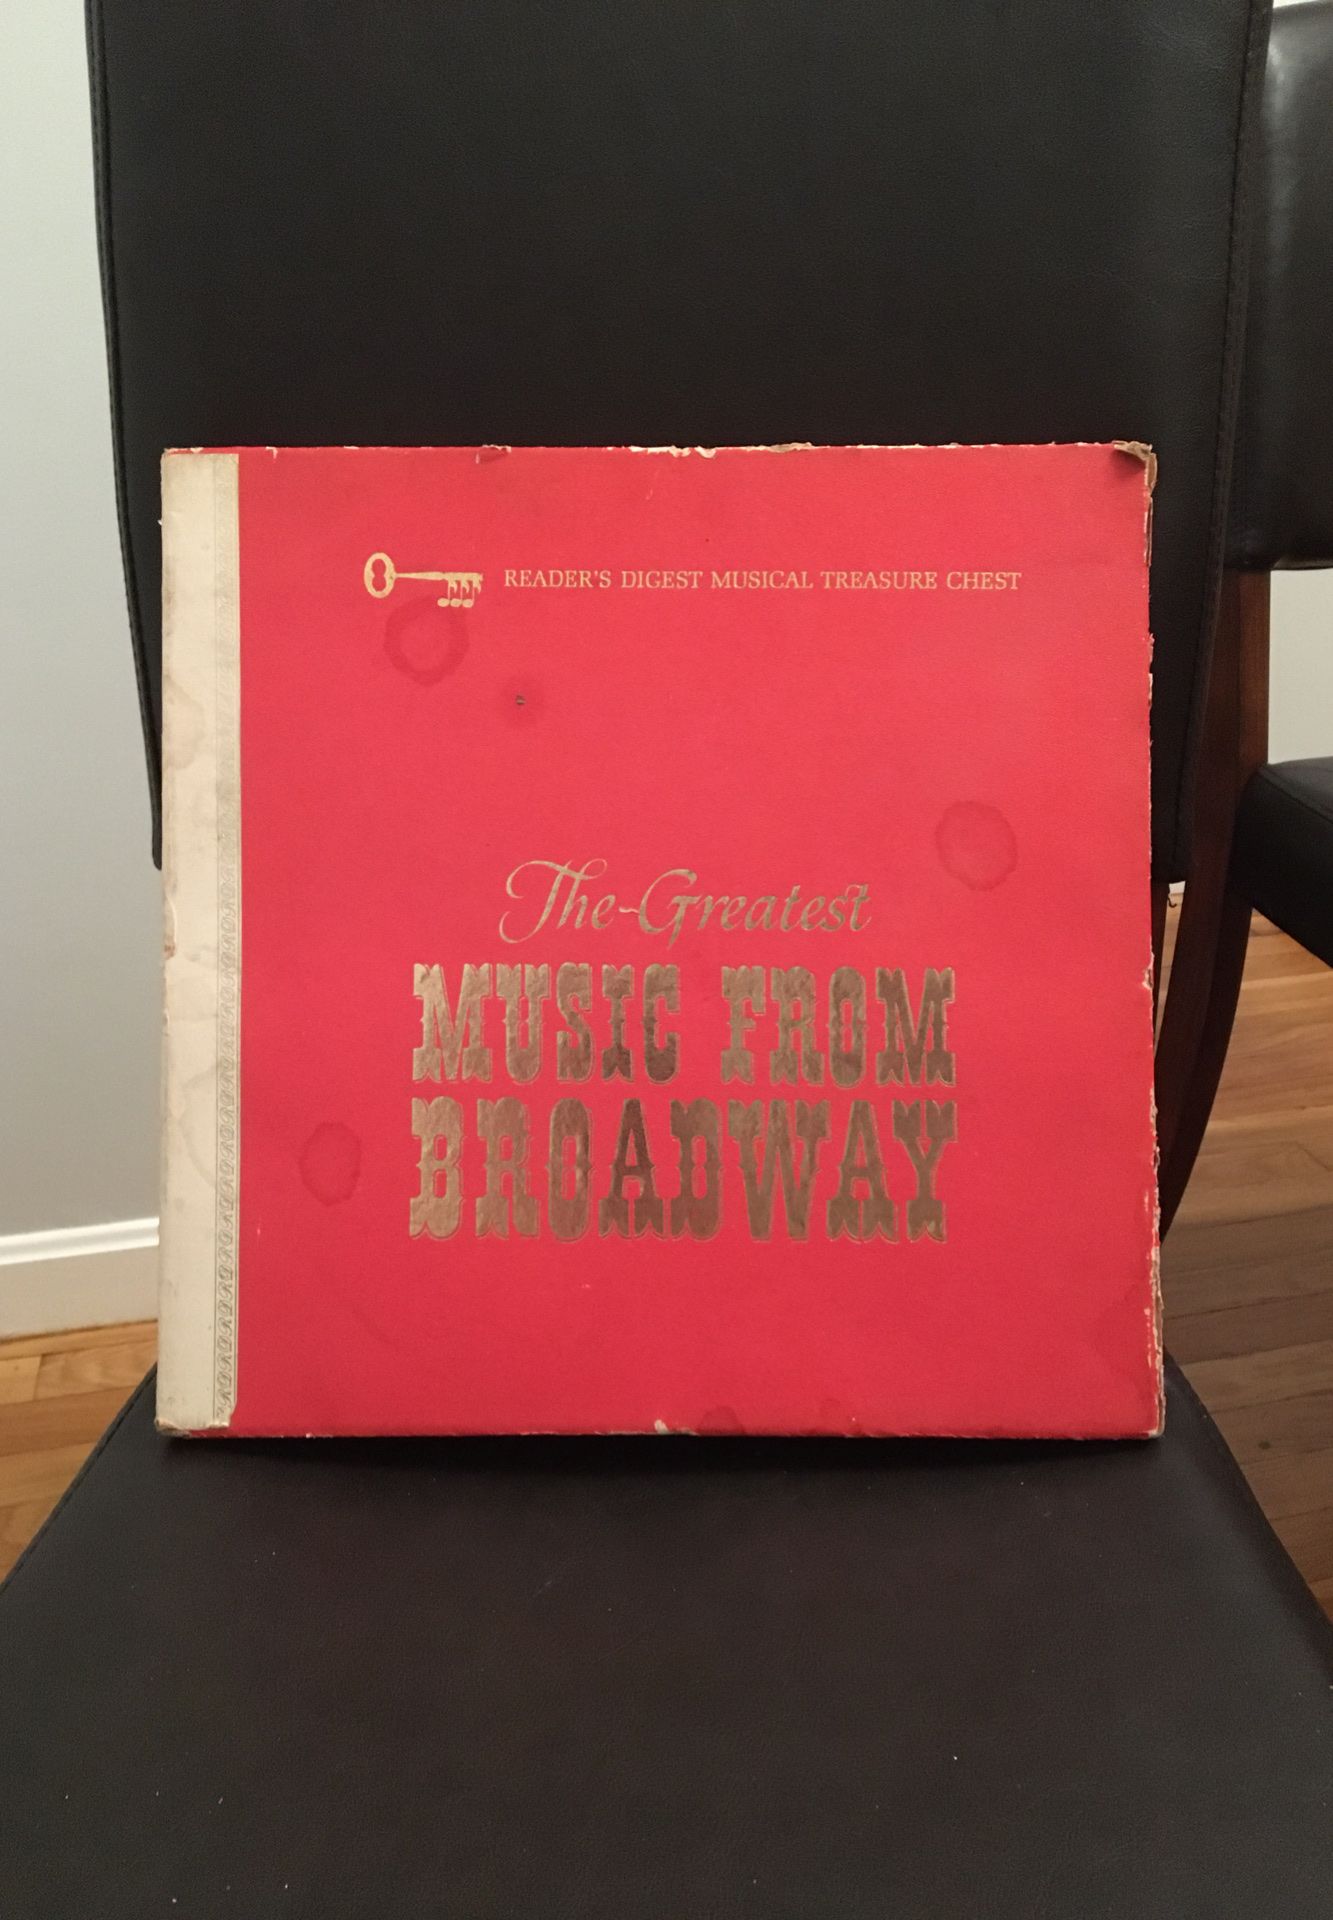 READER'S DIGEST MUSICAL TREASURE CHEST
The Greatest
MUSIC FROM
BROADWAY